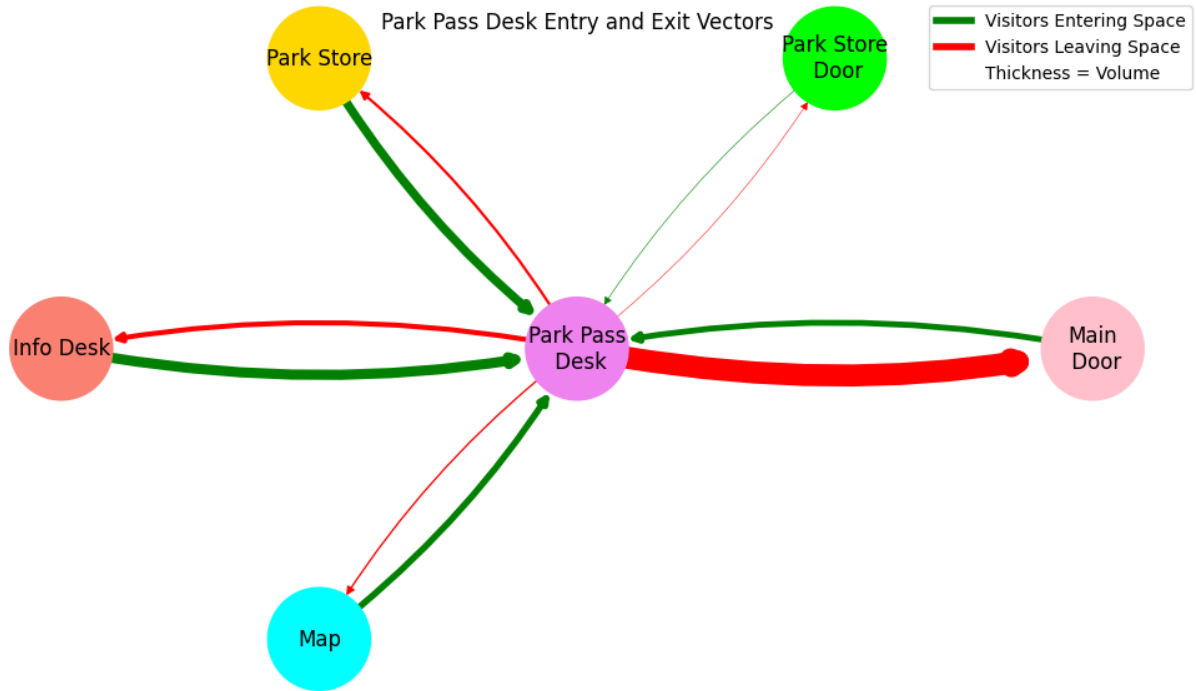 Park Pass Desk Entry and Exit Vectors
Visitors Entering Space
Visitors Leaving Space
Thickness = Volume
Park Store
Park Store
Door
Info Desk
Park Pass
Desk
Main
Door
Map